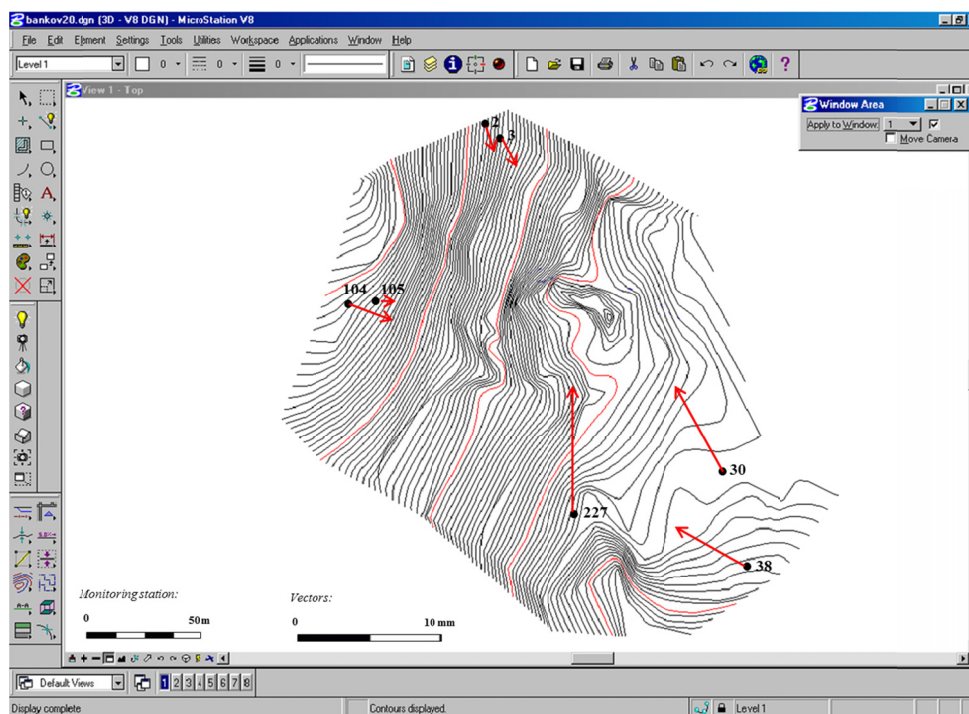 bankov20.dgn (3D - V8 DGN) - MicroStation V8
File Edit Element Settings Tools Utilities Workspace Applications Window Help
Level 1 0 0 0
View 1 - Top
Window Area
Apply to Window: 1
Move Camera
2
3
104 105
30
227
38
Monitoring station:
0 50m
Vectors:
0 10 mm
Default Views 1 2 3 4 5 6 7 8
Display complete Contours displayed. Level 1